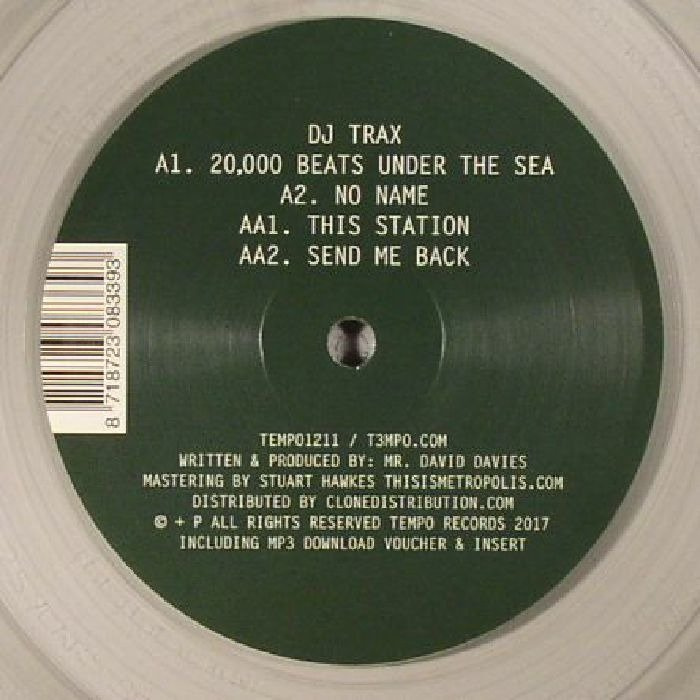 DJ TRAX
A1. 20,000 BEATS UNDER THE SEA
A2. NO NAME
AA1. THIS STATION
AA2. SEND ME BACK
8 718723 083393
TEMPO1211 / T3MPO.COM
WRITTEN & PRODUCED BY: MR. DAVID DAVIES
MASTERING BY STUART HAWKES THISISMETROPOLIS.COM
DISTRIBUTED BY CLONEDISTRIBUTION.COM
© + P ALL RIGHTS RESERVED TEMPO RECORDS 2017
INCLUDING MP3 DOWNLOAD VOUCHER & INSERT